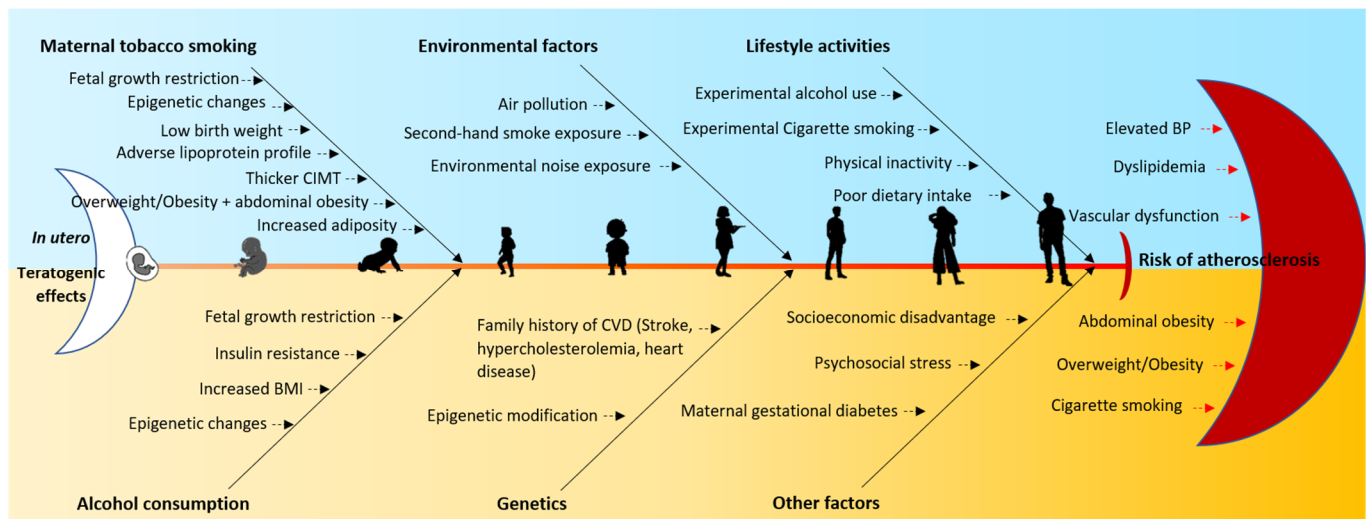 Maternal tobacco smoking
Fetal growth restriction
Epigenetic changes
Low birth weight
Adverse lipoprotein profile
Thicker CIMT
Overweight/Obesity + abdominal obesity
Increased adiposity
Environmental factors
Air pollution
Second-hand smoke exposure
Environmental noise exposure
Lifestyle activities
Experimental alcohol use
Experimental Cigarette smoking
Physical inactivity
Poor dietary intake
Elevated BP
Dyslipidemia
Vascular dysfunction
In utero
Teratogenic
effects
Risk of atherosclerosis
Fetal growth restriction
Insulin resistance
Increased BMI
Epigenetic changes
Alcohol consumption
Family history of CVD (Stroke,
hypercholesterolemia, heart
disease)
Epigenetic modification
Genetics
Socioeconomic disadvantage
Psychosocial stress
Maternal gestational diabetes
Other factors
Abdominal obesity
Overweight/Obesity
Cigarette smoking